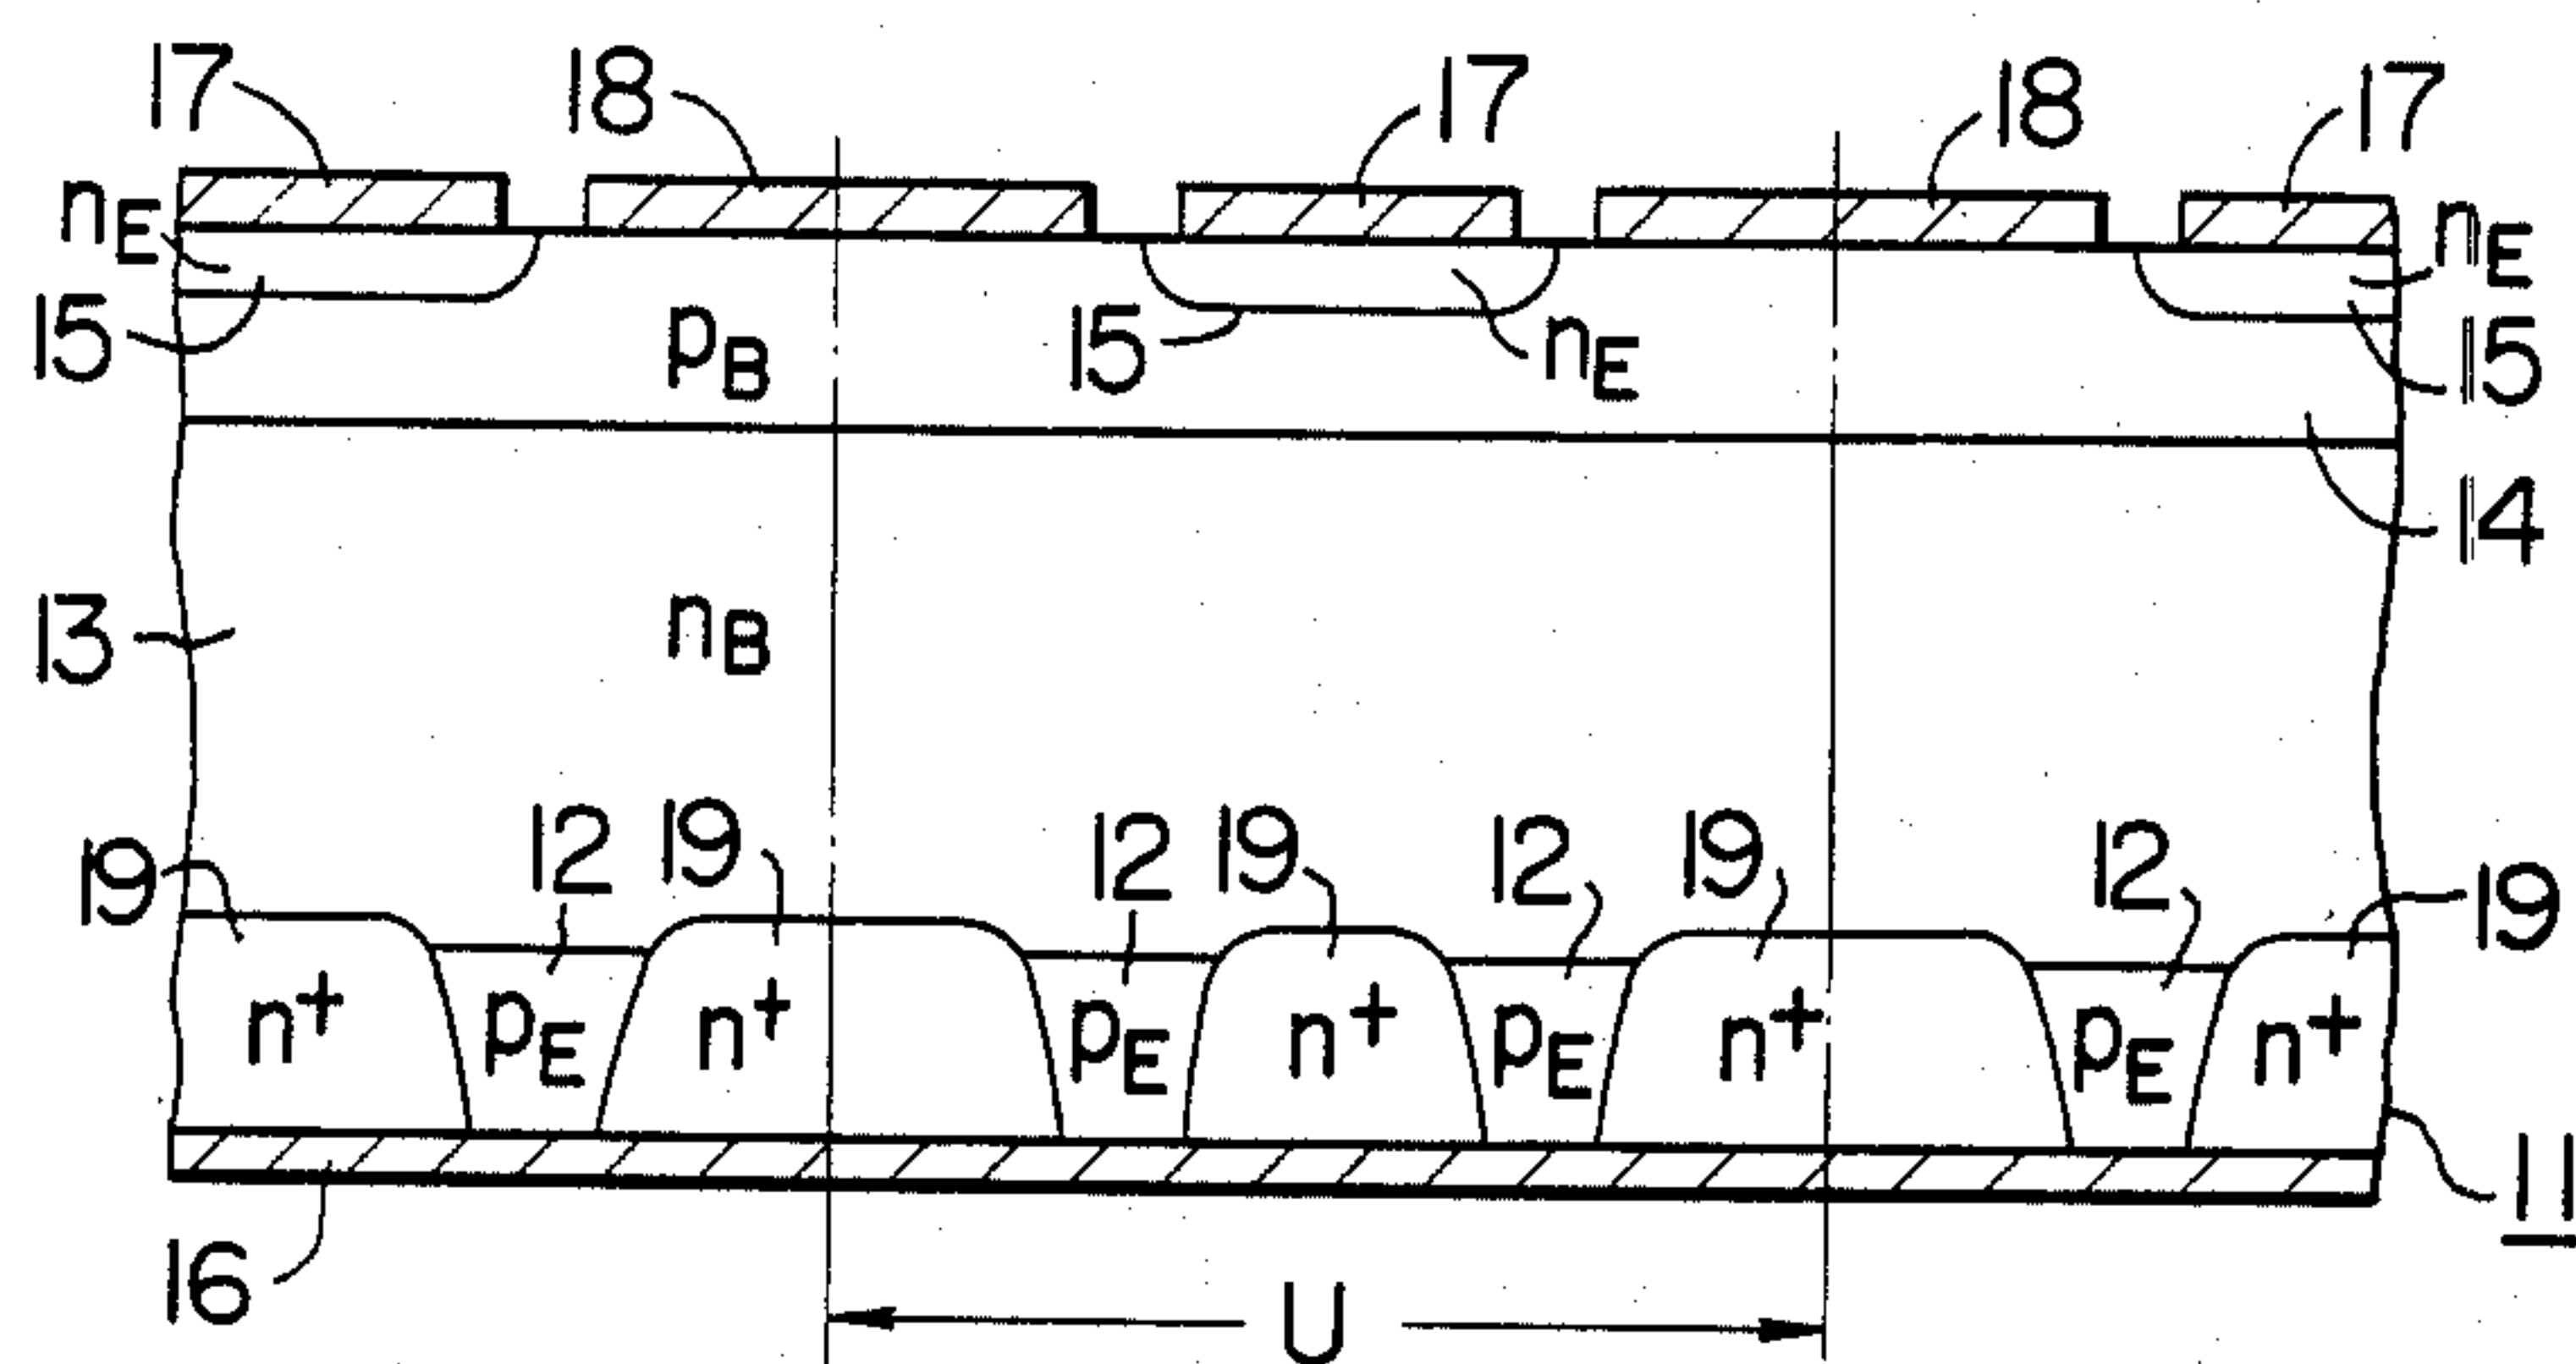 17 18 17 18 17
nE nE
15 pB 15 nE 15
14
13 nB
19 12 19 12 19 12 19 12 19
n+ pE n+ pE n+ pE n+ pE n+
16 11
U